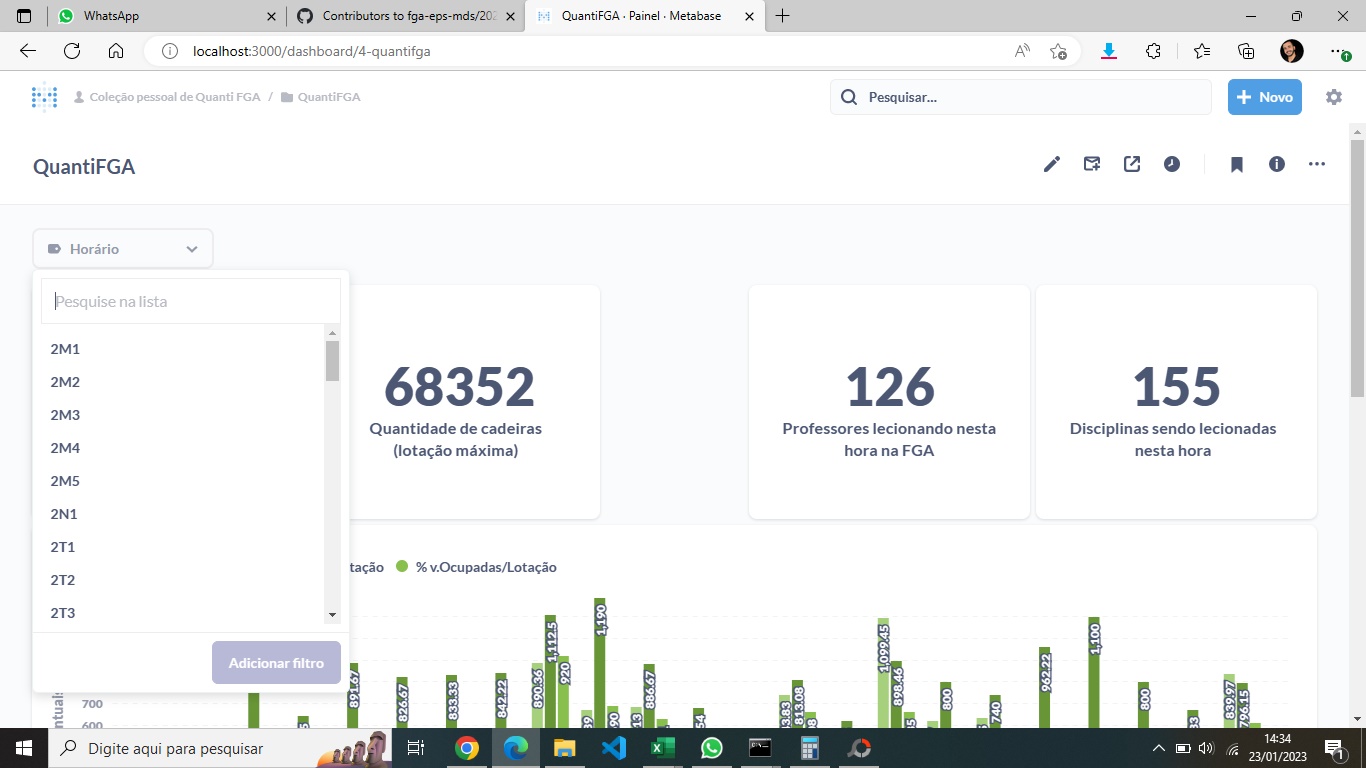 WhatsApp
Contributors to fga-eps-mds/202
QuantiFGA · Painel · Metabase
localhost:3000/dashboard/4-quantifga
Coleção pessoal de Quanti FGA / QuantiFGA
Pesquisar...
Novo
QuantiFGA
Horário
Pesquise na lista
2M1
2M2
2M3
2M4
2M5
2N1
2T1
2T2
2T3
Adicionar filtro
68352
Quantidade de cadeiras
(lotação máxima)
126
Professores lecionando nesta
hora na FGA
155
Disciplinas sendo lecionadas
nesta hora
tação
% v.Ocupadas/Lotação
700
600
891.67
826.67
833.33
842.22
890.36
1,112.5
920
1,190
886.67
813.08
1,099.45
898.46
800
740
962.22
1,100
800
839.97
796.15
Digite aqui para pesquisar
14:34
23/01/2023
1